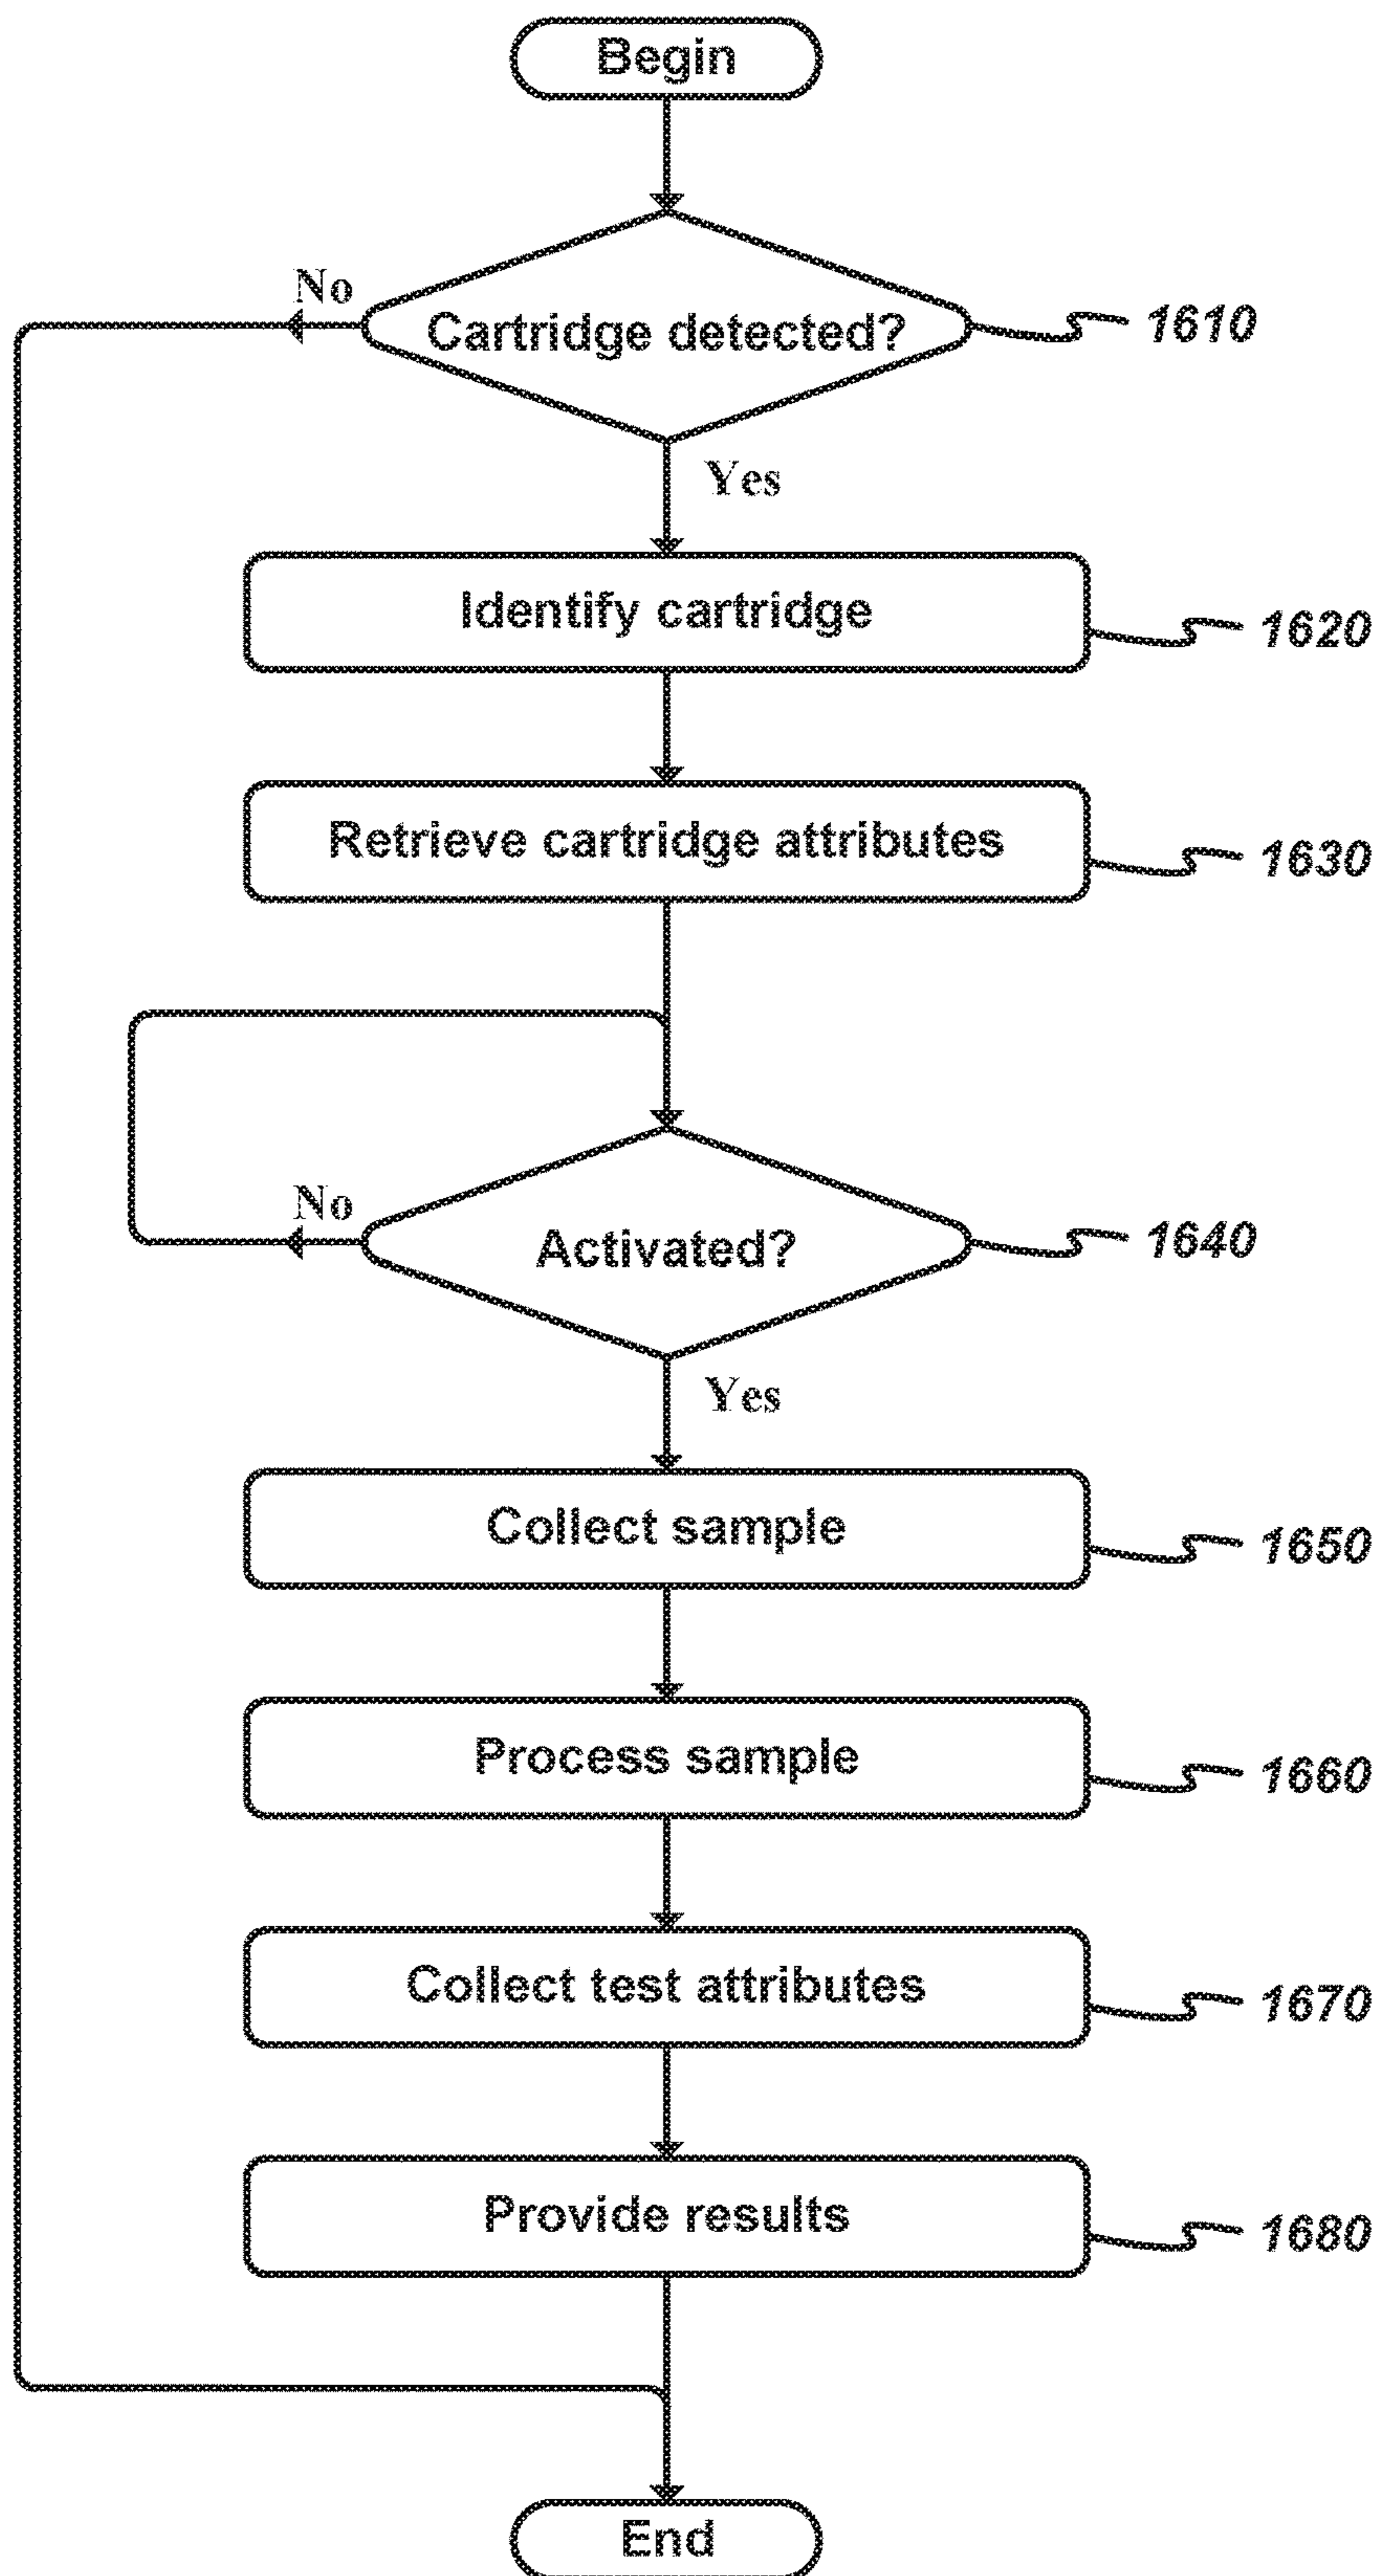 Begin
No
Cartridge detected?
1610
Yes
Identify cartridge
1620
Retrieve cartridge attributes
1630
No
Activated?
1640
Yes
Collect sample
1650
Process sample
1660
Collect test attributes
1670
Provide results
1680
End